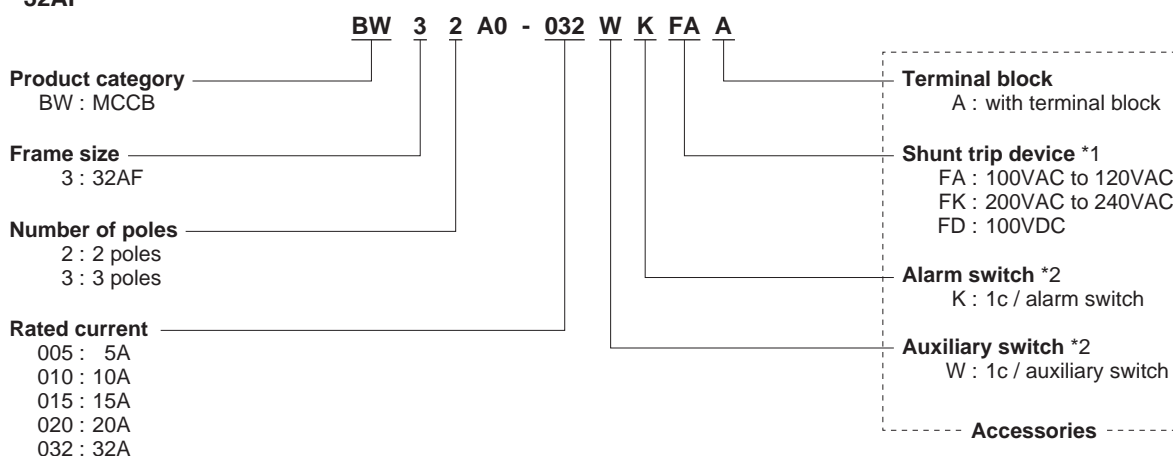 32AF
BW 3 2 A0 - 032 W K FA A
Product category
BW : MCCB
Frame size
3 : 32AF
Number of poles
2 : 2 poles
3 : 3 poles
Rated current
005 : 5A
010 : 10A
015 : 15A
020 : 20A
032 : 32A
Terminal block
A : with terminal block
Shunt trip device *1
FA : 100VAC to 120VAC
FK : 200VAC to 240VAC
FD : 100VDC
Alarm switch *2
K : 1c / alarm switch
Auxiliary switch *2
W : 1c / auxiliary switch
Accessories